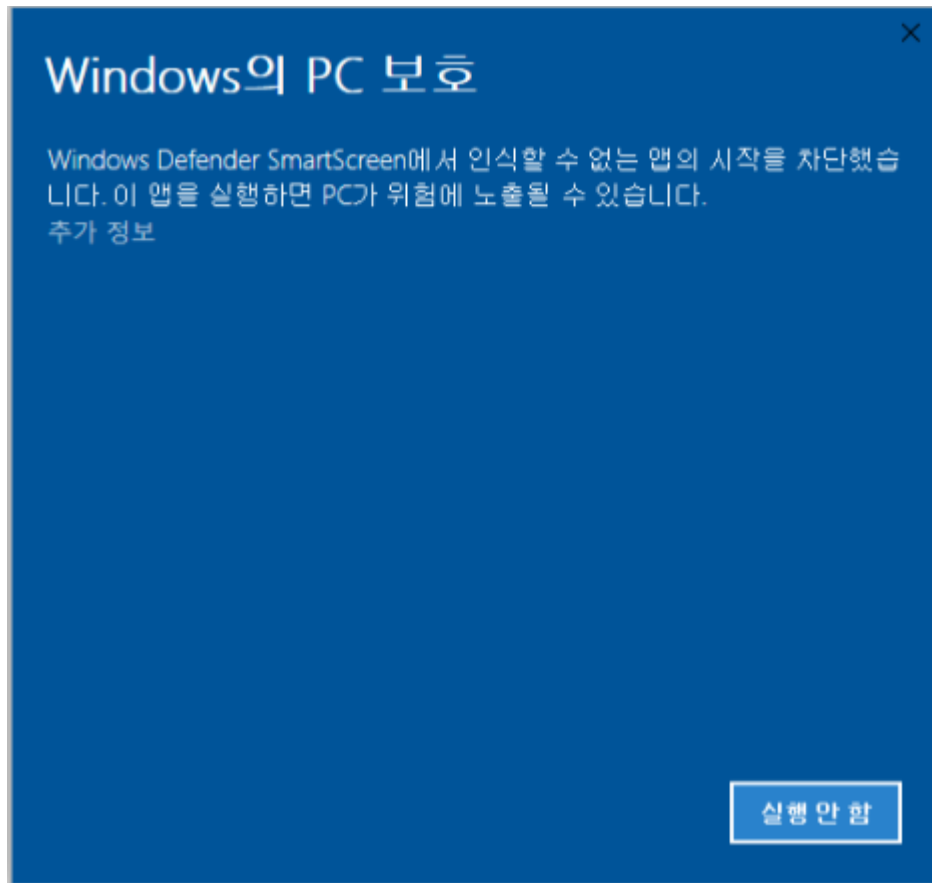 Windows의 PC 보호
Windows Defender SmartScreen에서 인식할 수 없는 앱의 시작을 차단했습
니다. 이 앱을 실행하면 PC가 위험에 노출될 수 있습니다.
추가 정보
실행 안 함